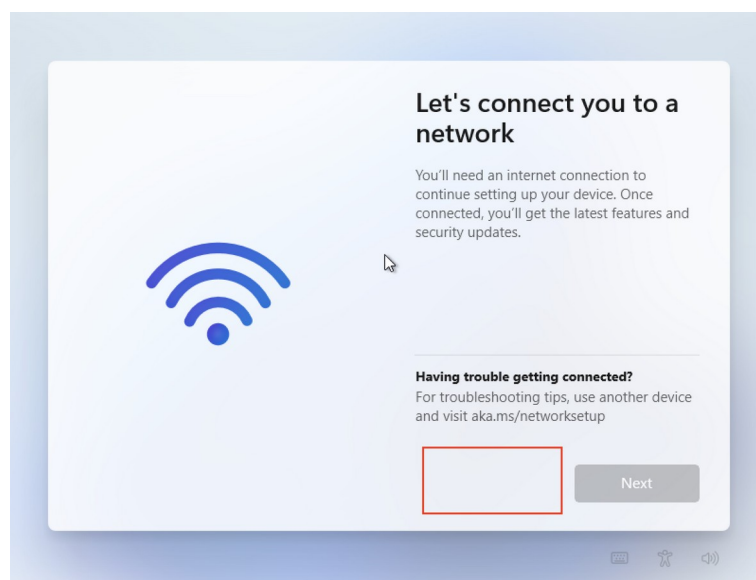 Let's connect you to a
network
You'll need an internet connection to
continue setting up your device. Once
connected, you'll get the latest features and
security updates.
Having trouble getting connected?
For troubleshooting tips, use another device
and visit aka.ms/networksetup
Next